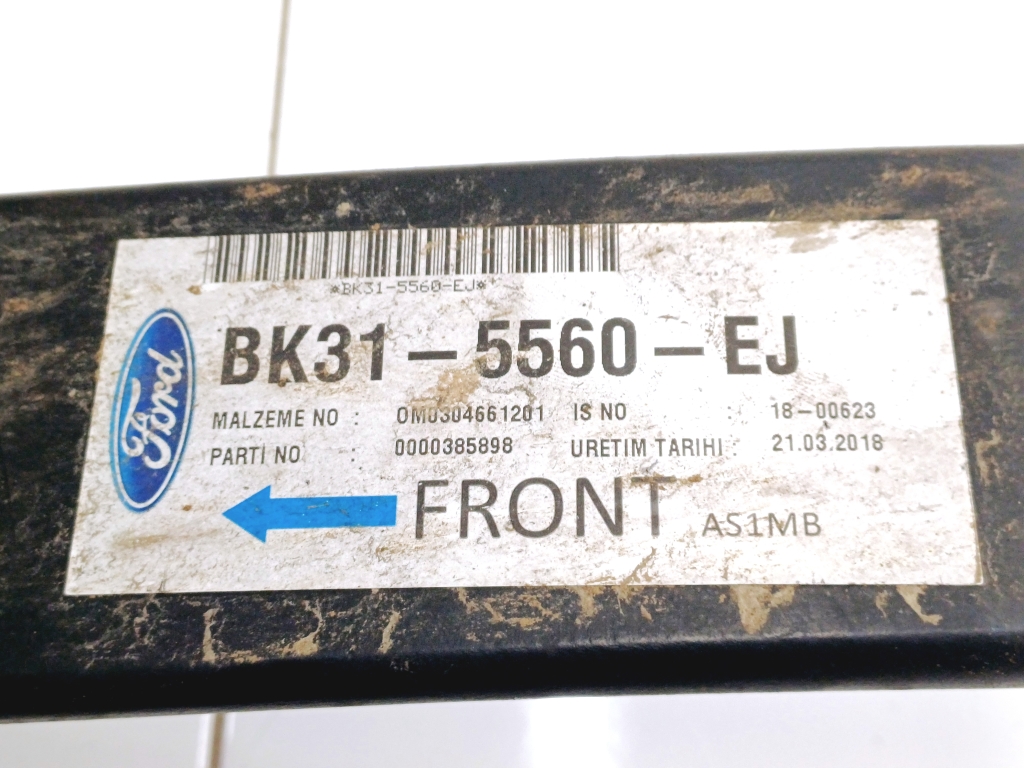 *BK31-5560-EJ*
BK31-5560-EJ
Ford
MALZEME NO : OM0304661201 IS NO : 18-00623
PARTİ NO : 0000385898 URETIM TARIHI : 21.03.2018
FRONT AS1MB